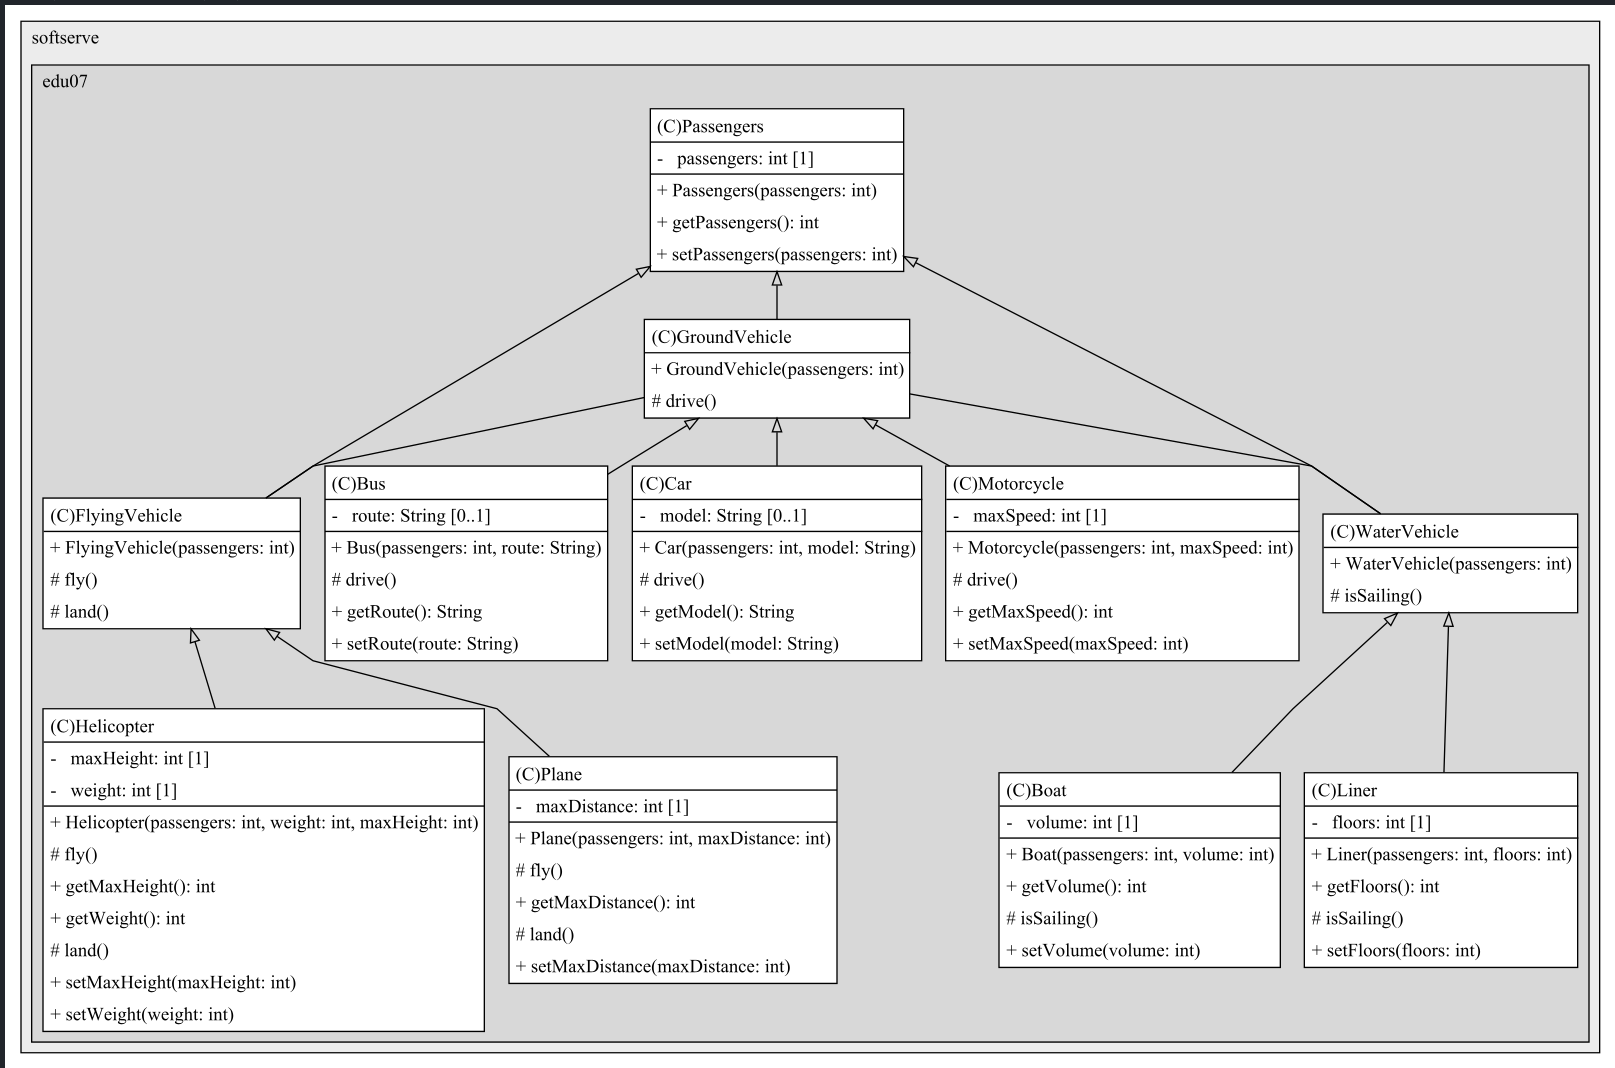 softserve
edu07
(C)Passengers
- passengers: int [1]
+ Passengers(passengers: int)
+ getPassengers(): int
+ setPassengers(passengers: int)
(C)GroundVehicle
+ GroundVehicle(passengers: int)
# drive()
(C)FlyingVehicle
+ FlyingVehicle(passengers: int)
# fly()
# land()
(C)Bus
- route: String [0..1]
+ Bus(passengers: int, route: String)
# drive()
+ getRoute(): String
+ setRoute(route: String)
(C)Car
- model: String [0..1]
+ Car(passengers: int, model: String)
# drive()
+ getModel(): String
+ setModel(model: String)
(C)Motorcycle
- maxSpeed: int [1]
+ Motorcycle(passengers: int, maxSpeed: int)
# drive()
+ getMaxSpeed(): int
+ setMaxSpeed(maxSpeed: int)
(C)WaterVehicle
+ WaterVehicle(passengers: int)
# isSailing()
(C)Helicopter
- maxHeight: int [1]
- weight: int [1]
+ Helicopter(passengers: int, weight: int, maxHeight: int)
# fly()
+ getMaxHeight(): int
+ getWeight(): int
# land()
+ setMaxHeight(maxHeight: int)
+ setWeight(weight: int)
(C)Plane
- maxDistance: int [1]
+ Plane(passengers: int, maxDistance: int)
# fly()
+ getMaxDistance(): int
# land()
+ setMaxDistance(maxDistance: int)
(C)Boat
- volume: int [1]
+ Boat(passengers: int, volume: int)
+ getVolume(): int
# isSailing()
+ setVolume(volume: int)
(C)Liner
- floors: int [1]
+ Liner(passengers: int, floors: int)
+ getFloors(): int
# isSailing()
+ setFloors(floors: int)